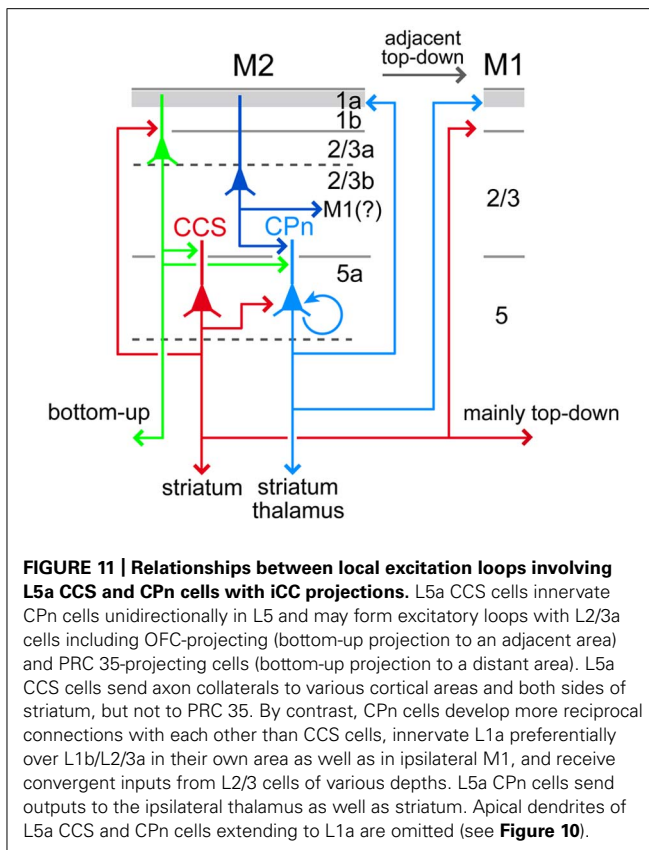 adjacent
top-down
M2
M1
1a
1b
2/3a
2/3b
M1(?)
2/3
CCS
CPn
5a
5
bottom-up
mainly top-down
striatum
striatum
thalamus
FIGURE 11 | Relationships between local excitation loops involving
L5a CCS and CPn cells with iCC projections. L5a CCS cells innervate
CPn cells unidirectionally in L5 and may form excitatory loops with L2/3a
cells including OFC-projecting (bottom-up projection to an adjacent area)
and PRC 35-projecting cells (bottom-up projection to a distant area). L5a
CCS cells send axon collaterals to various cortical areas and both sides of
striatum, but not to PRC 35. By contrast, CPn cells develop more reciprocal
connections with each other than CCS cells, innervate L1a preferentially
over L1b/L2/3a in their own area as well as in ipsilateral M1, and receive
convergent inputs from L2/3 cells of various depths. L5a CPn cells send
outputs to the ipsilateral thalamus as well as striatum. Apical dendrites of
L5a CCS and CPn cells extending to L1a are omitted (see Figure 10).